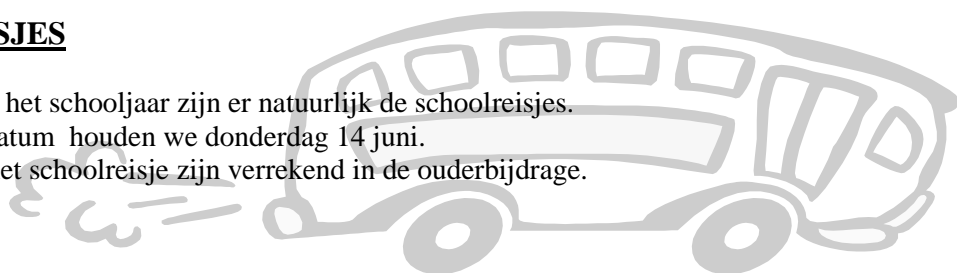 SJES
het schooljaar zijn er natuurlijk de schoolreisjes.
atum houden we donderdag 14 juni.
et schoolreisje zijn verrekend in de ouderbijdrage.